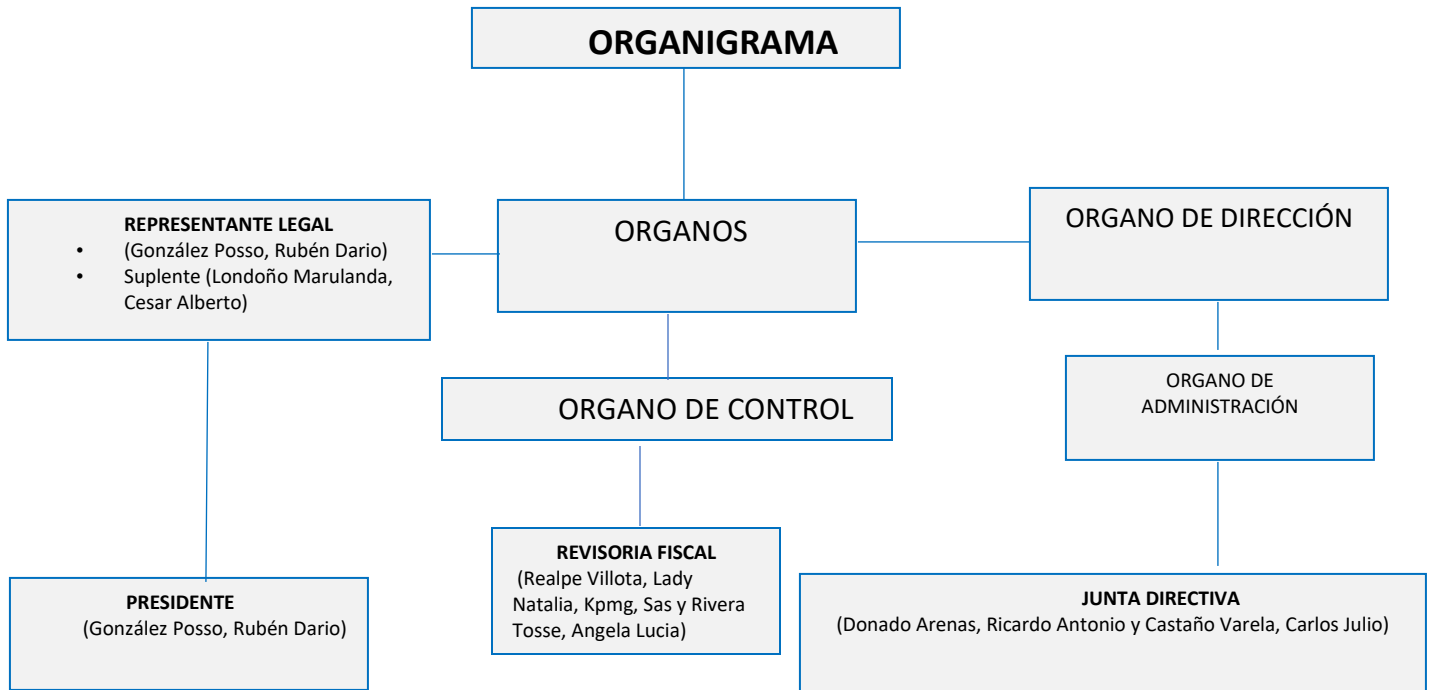 ORGANIGRAMA
REPRESENTANTE LEGAL
• (González Posso, Rubén Dario)
• Suplente (Londoño Marulanda,
Cesar Alberto)
ORGANOS
ORGANO DE DIRECCIÓN
ORGANO DE CONTROL
ORGANO DE
ADMINISTRACIÓN
PRESIDENTE
(González Posso, Rubén Dario)
REVISORIA FISCAL
(Realpe Villota, Lady
Natalia, Kpmg, Sas y Rivera
Tosse, Angela Lucia)
JUNTA DIRECTIVA
(Donado Arenas, Ricardo Antonio y Castaño Varela, Carlos Julio)